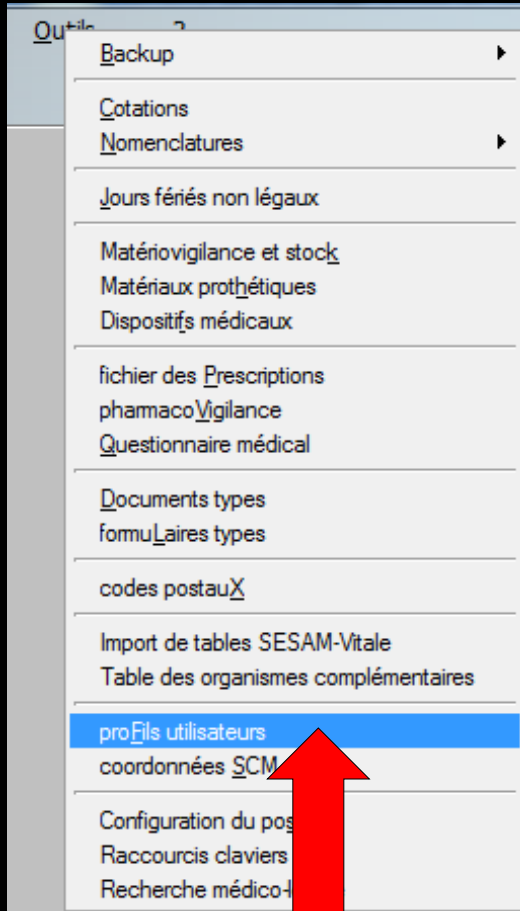 Outils ?
Backup
Cotations
Nomenclatures
Jours fériés non légaux
Matériovigilance et stock
Matériaux prothétiques
Dispositifs médicaux
fichier des Prescriptions
pharmacoVigilance
Questionnaire médical
Documents types
formuLaires types
codes postauX
Import de tables SESAM-Vitale
Table des organismes complémentaires
proFils utilisateurs
coordonnées SCM
Configuration du
Raccourcis claviers
Recherche